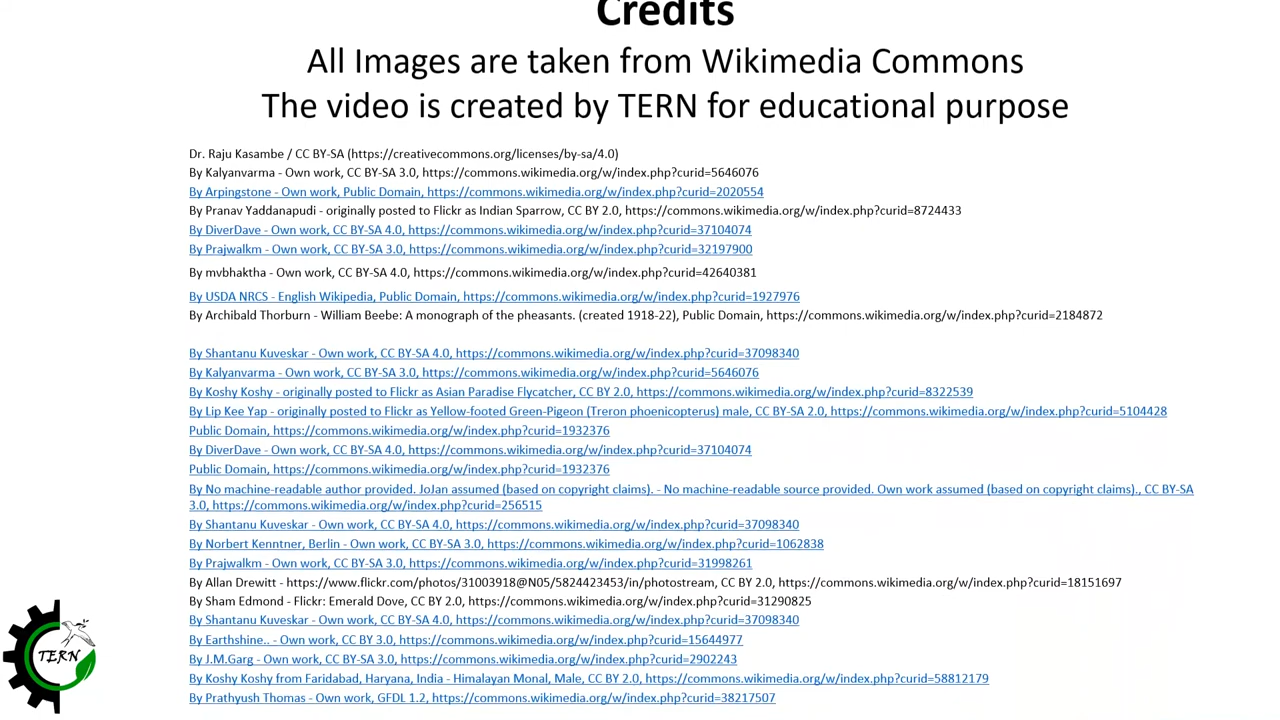 Credits
All Images are taken from Wikimedia Commons
The video is created by TERN for educational purpose
Dr. Raju Kasambe / CC BY-SA (https://creativecommons.org/licenses/by-sa/4.0)
By Kalyanvarma - Own work, CC BY-SA 3.0, https://commons.wikimedia.org/w/index.php?curid=5646076
By Arpingstone - Own work, Public Domain, https://commons.wikimedia.org/w/index.php?curid=2020554
By Pranav Yaddanapudi - originally posted to Flickr as Indian Sparrow, CC BY 2.0, https://commons.wikimedia.org/w/index.php?curid=8724433
By DiverDave - Own work, CC BY-SA 4.0, https://commons.wikimedia.org/w/index.php?curid=37104074
By Prajwalkm - Own work, CC BY-SA 3.0, https://commons.wikimedia.org/w/index.php?curid=32197900
By mvbhaktha - Own work, CC BY-SA 4.0, https://commons.wikimedia.org/w/index.php?curid=42640381
By USDA NRCS - English Wikipedia, Public Domain, https://commons.wikimedia.org/w/index.php?curid=1927976
By Archibald Thorburn - William Beebe: A monograph of the pheasants. (created 1918-22), Public Domain, https://commons.wikimedia.org/w/index.php?curid=2184872
By Shantanu Kuveskar - Own work, CC BY-SA 4.0, https://commons.wikimedia.org/w/index.php?curid=37098340
By Kalyanvarma - Own work, CC BY-SA 3.0, https://commons.wikimedia.org/w/index.php?curid=5646076
By Koshy Koshy - originally posted to Flickr as Asian Paradise Flycatcher, CC BY 2.0, https://commons.wikimedia.org/w/index.php?curid=8322539
By Lip Kee Yap - originally posted to Flickr as Yellow-footed Green-Pigeon (Treron phoenicopterus) male, CC BY-SA 2.0, https://commons.wikimedia.org/w/index.php?curid=5104428
Public Domain, https://commons.wikimedia.org/w/index.php?curid=1932376
By DiverDave - Own work, CC BY-SA 4.0, https://commons.wikimedia.org/w/index.php?curid=37104074
Public Domain, https://commons.wikimedia.org/w/index.php?curid=1932376
By No machine-readable author provided. JoJan assumed (based on copyright claims). - No machine-readable source provided. Own work assumed (based on copyright claims)., CC BY-SA
3.0, https://commons.wikimedia.org/w/index.php?curid=256515
By Shantanu Kuveskar - Own work, CC BY-SA 4.0, https://commons.wikimedia.org/w/index.php?curid=37098340
By Norbert Kenntner, Berlin - Own work, CC BY-SA 3.0, https://commons.wikimedia.org/w/index.php?curid=1062838
By Prajwalkm - Own work, CC BY-SA 3.0, https://commons.wikimedia.org/w/index.php?curid=31998261
By Allan Drewitt - https://www.flickr.com/photos/31003918@N05/5824423453/in/photostream, CC BY 2.0, https://commons.wikimedia.org/w/index.php?curid=18151697
By Sham Edmond - Flickr: Emerald Dove, CC BY 2.0, https://commons.wikimedia.org/w/index.php?curid=31290825
By Shantanu Kuveskar - Own work, CC BY-SA 4.0, https://commons.wikimedia.org/w/index.php?curid=37098340
By Earthshine.. - Own work, CC BY 3.0, https://commons.wikimedia.org/w/index.php?curid=15644977
By J.M.Garg - Own work, CC BY-SA 3.0, https://commons.wikimedia.org/w/index.php?curid=2902243
By Koshy Koshy from Faridabad, Haryana, India - Himalayan Monal, Male, CC BY 2.0, https://commons.wikimedia.org/w/index.php?curid=58812179
By Prathyush Thomas - Own work, GFDL 1.2, https://commons.wikimedia.org/w/index.php?curid=38217507
TERN